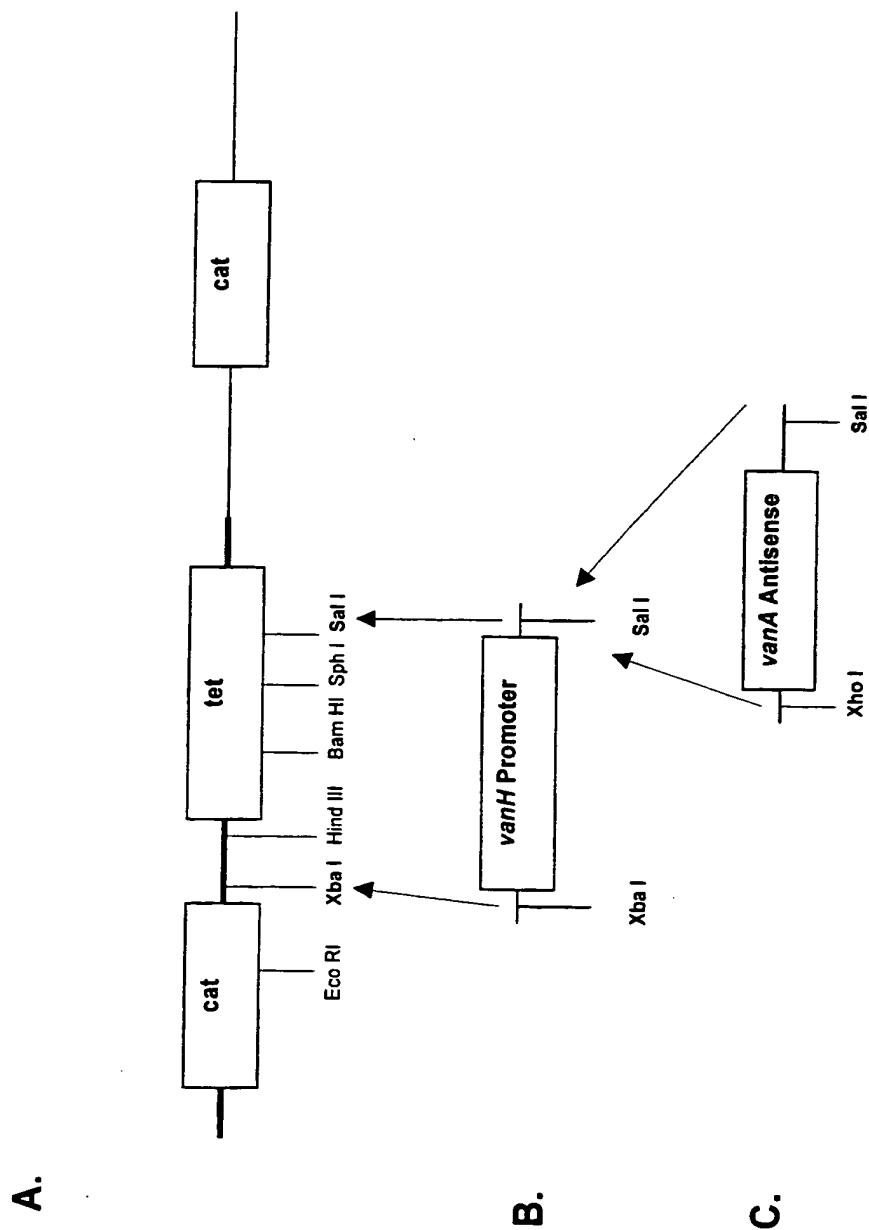 A.
cat
tet
cat
Eco RI
Xba I
Hind III
Bam HI
Sph I
Sal I
B.
vanH Promoter
Xba I
Sal I
C.
vanA Antisense
Xho I
Sal I